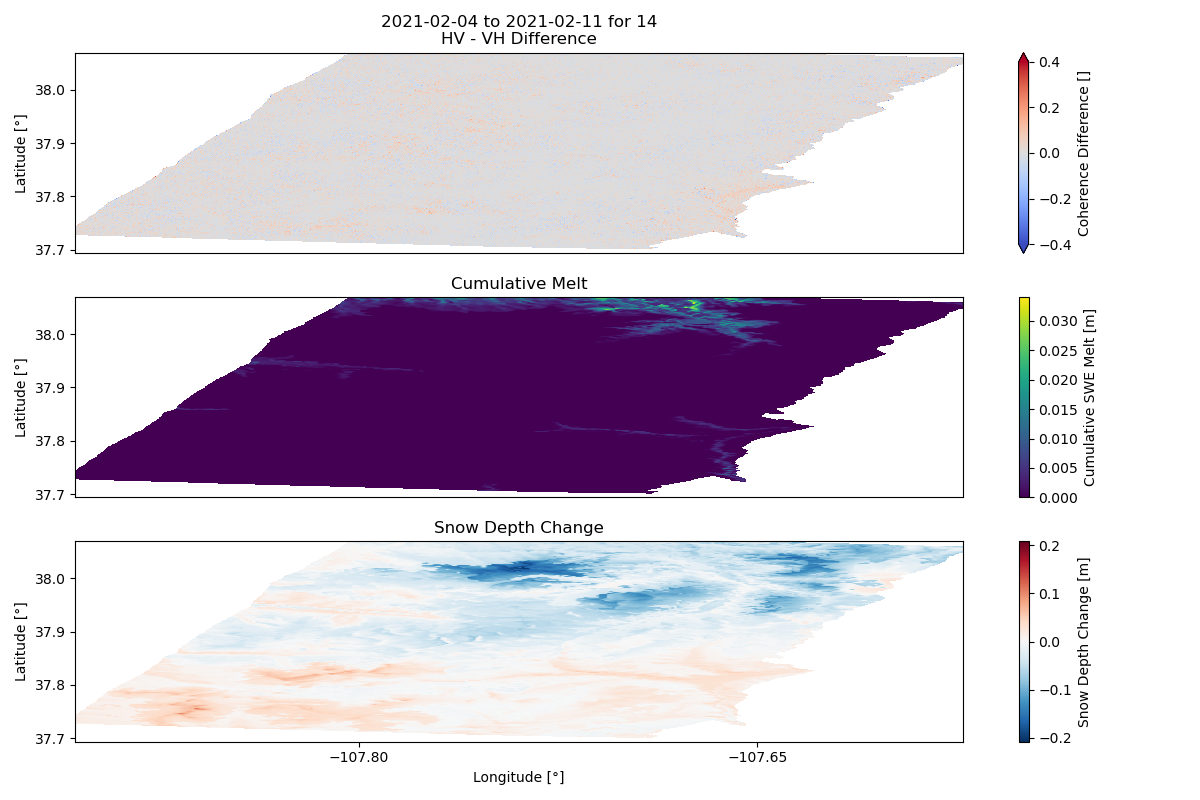 2021-02-04 to 2021-02-11 for 14
HV - VH Difference
Latitude [°]
38.0
37.9
37.8
37.7
0.4
0.2
0.0
−0.2
−0.4
Coherence Difference []
Cumulative Melt
Latitude [°]
38.0
37.9
37.8
37.7
0.030
0.025
0.020
0.015
0.010
0.005
0.000
Cumulative SWE Melt [m]
Snow Depth Change
Latitude [°]
38.0
37.9
37.8
37.7
0.2
0.1
0.0
−0.1
−0.2
Snow Depth Change [m]
−107.80
−107.65
Longitude [°]